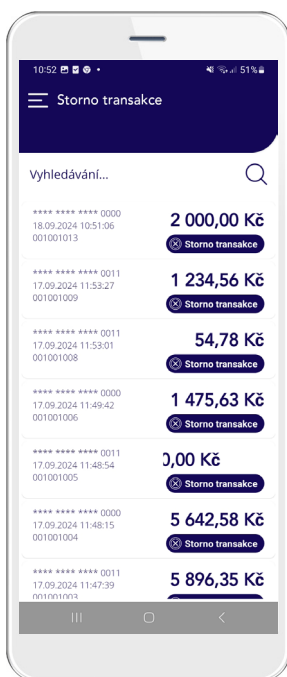 10:52 51%
Storno transakce
Vyhledávání...
**** **** **** 0000
18.09.2024 10:51:06
001001013
2 000,00 Kč
Storno transakce
**** **** **** 0011
17.09.2024 11:53:27
001001009
1 234,56 Kč
Storno transakce
**** **** **** 0011
17.09.2024 11:53:01
001001008
54,78 Kč
Storno transakce
**** **** **** 0000
17.09.2024 11:49:42
001001006
1 475,63 Kč
Storno transakce
**** **** **** 0011
17.09.2024 11:48:54
001001005
0,00 Kč
Storno transakce
**** **** **** 0000
17.09.2024 11:48:15
001001004
5 642,58 Kč
Storno transakce
**** **** **** 0011
17.09.2024 11:47:39
001001003
5 896,35 Kč